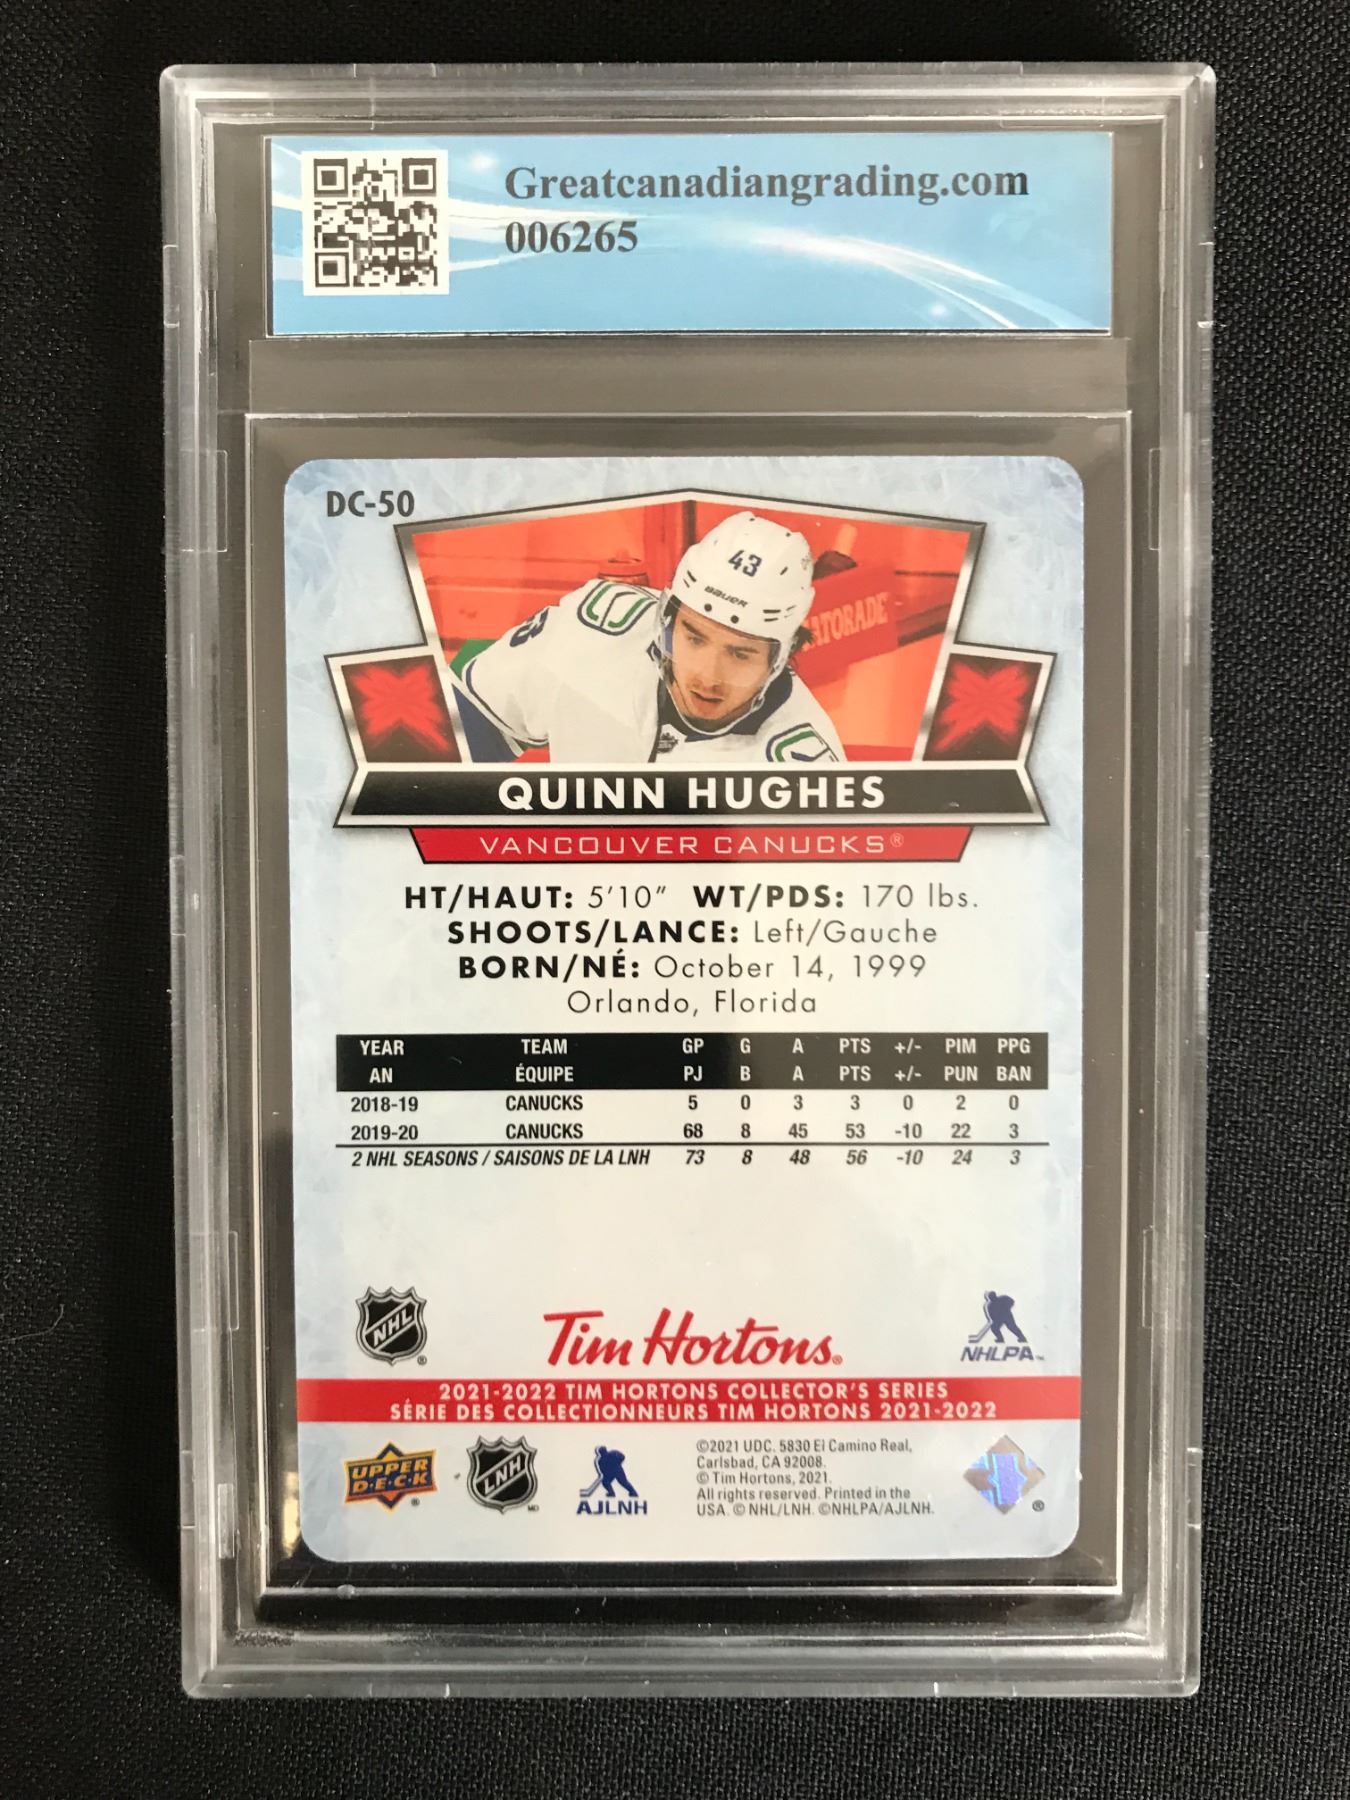 Greatcanadiangrading.com
006265
DC-50
43
BAUER
ATORADE
QUINN HUGHES
VANCOUVER CANUCKS®
HT/HAUT: 5'10" WT/PDS: 170 lbs.
SHOOTS/LANCE: Left/Gauche
BORN/NÉ: October 14, 1999
Orlando, Florida
YEAR TEAM GP G A PTS +/- PIM PPG
AN ÉQUIPE PJ B A PTS +/- PUN BAN
2018-19 CANUCKS 5 0 3 3 0 2 0
2019-20 CANUCKS 68 8 45 53 -10 22 3
2 NHL SEASONS / SAISONS DE LA LNH 73 8 48 56 -10 24 3
NHL ®
Tim Hortons®
NHLPA™
2021-2022 TIM HORTONS COLLECTOR'S SERIES
SÉRIE DES COLLECTIONNEURS TIM HORTONS 2021-2022
UPPER
D·E·C·K ®
LNH MD
AJLNH
©2021 UDC. 5830 El Camino Real,
Carlsbad, CA 92008.
© Tim Hortons, 2021.
All rights reserved. Printed in the
USA. © NHL/LNH. ©NHLPA/AJLNH.
®